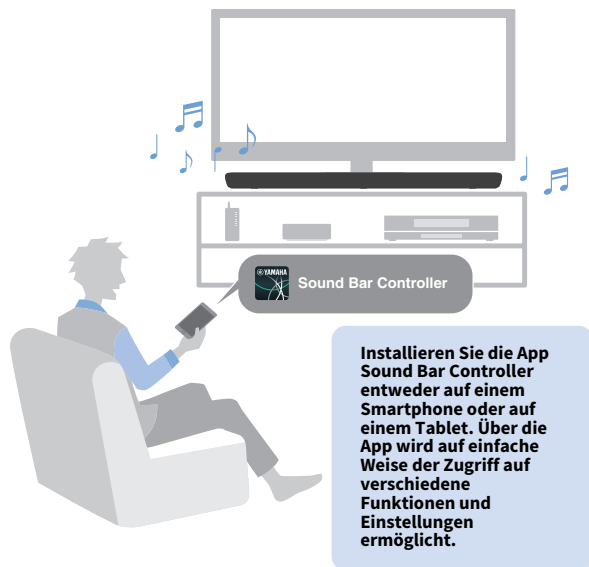 YAMAHA
Sound Bar Controller
Installieren Sie die App
Sound Bar Controller
entweder auf einem
Smartphone oder auf
einem Tablet. Über die
App wird auf einfache
Weise der Zugriff auf
verschiedene
Funktionen und
Einstellungen
ermöglicht.